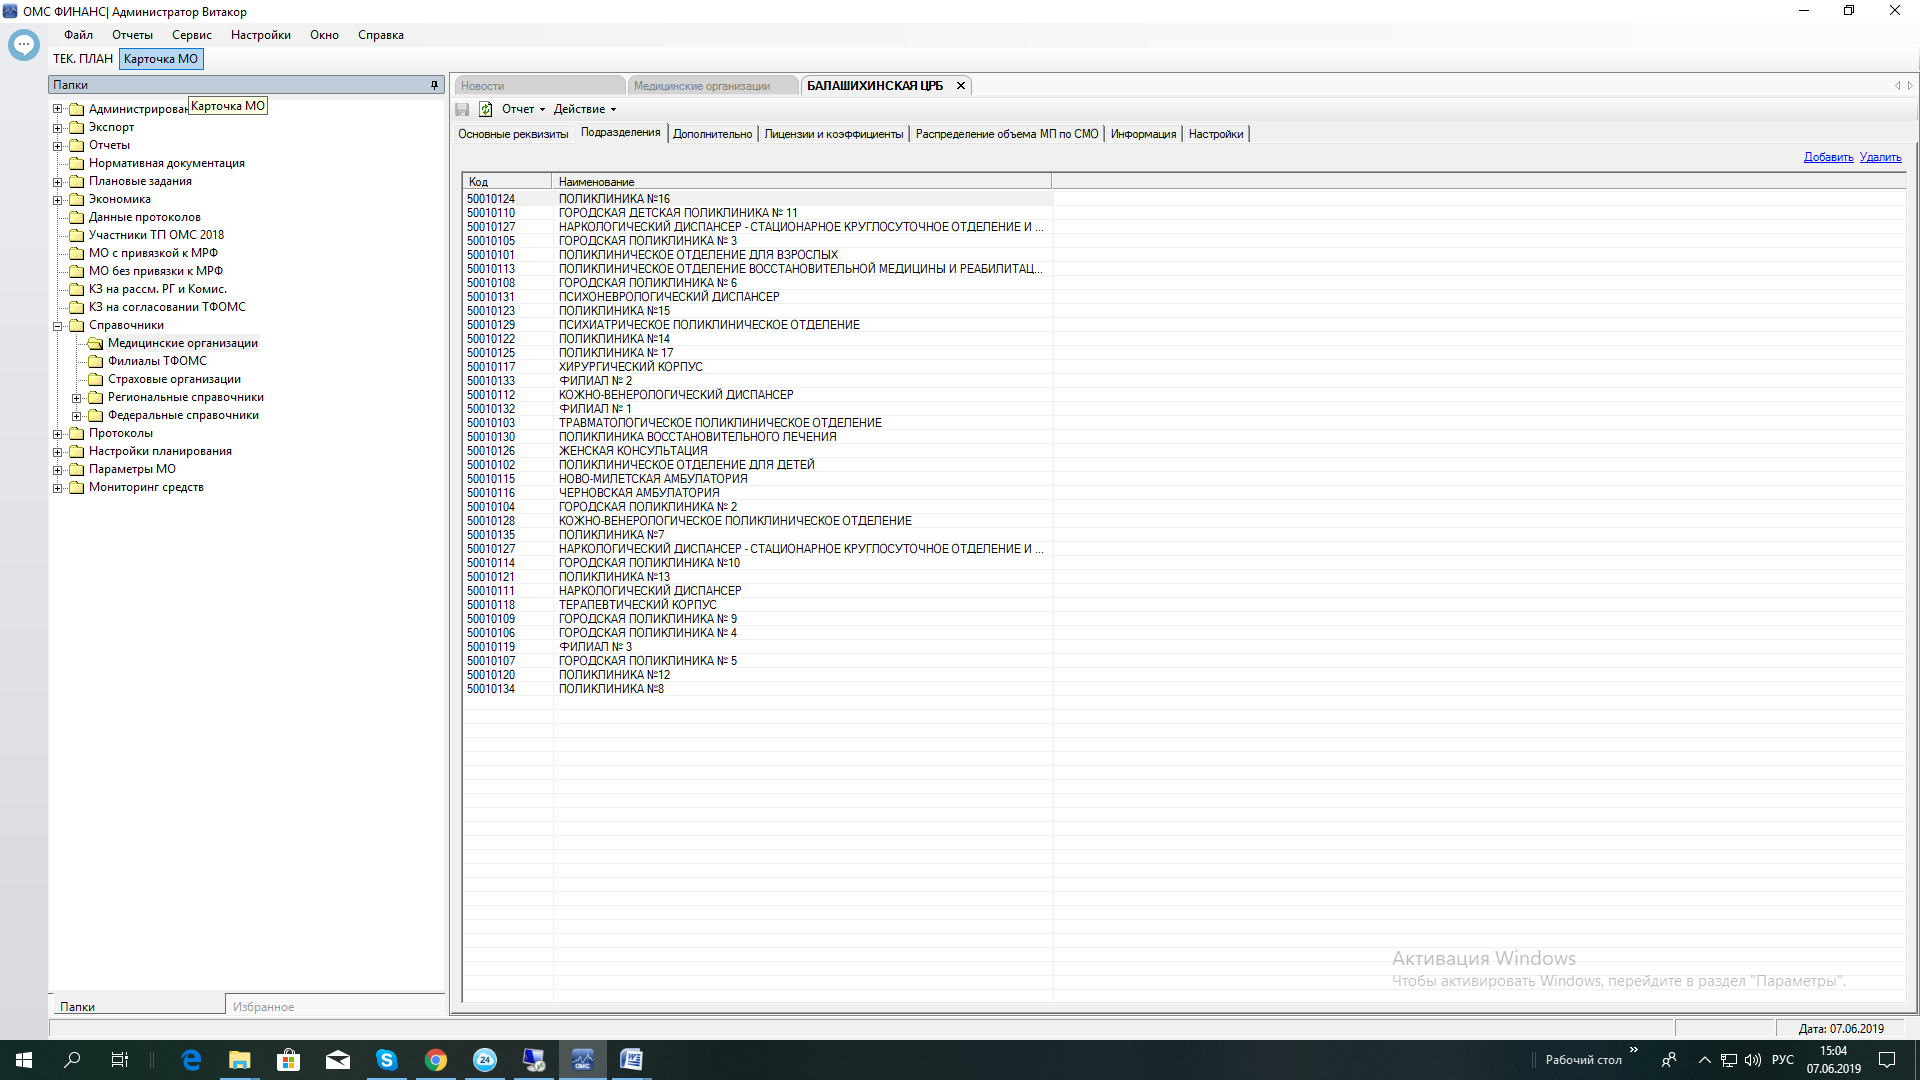 ОМС ФИНАНС| Администратор Витакор
Файл Отчеты Сервис Настройки Окно Справка
ТЕК. ПЛАН Карточка МО
Папки
Карточка МО
Администрирован
Экспорт
Отчеты
Нормативная документация
Плановые задания
Экономика
Данные протоколов
Участники ТП ОМС 2018
МО с привязкой к МРФ
МО без привязки к МРФ
КЗ на рассм. РГ и Комис.
КЗ на согласовании ТФОМС
Справочники
Медицинские организации
Филиалы ТФОМС
Страховые организации
Региональные справочники
Федеральные справочники
Протоколы
Настройки планирования
Параметры МО
Мониторинг средств
Папки Избранное
Новости Медицинские организации БАЛАШИХИНСКАЯ ЦРБ
Отчет Действие
Основные реквизиты Подразделения Дополнительно Лицензии и коэффициенты Распределение объема МП по СМО Информация Настройки
Добавить Удалить
Код Наименование
50010124 ПОЛИКЛИНИКА №16
50010110 ГОРОДСКАЯ ДЕТСКАЯ ПОЛИКЛИНИКА № 11
50010127 НАРКОЛОГИЧЕСКИЙ ДИСПАНСЕР - СТАЦИОНАРНОЕ КРУГЛОСУТОЧНОЕ ОТДЕЛЕНИЕ И ...
50010105 ГОРОДСКАЯ ПОЛИКЛИНИКА № 3
50010101 ПОЛИКЛИНИЧЕСКОЕ ОТДЕЛЕНИЕ ДЛЯ ВЗРОСЛЫХ
50010113 ПОЛИКЛИНИЧЕСКОЕ ОТДЕЛЕНИЕ ВОССТАНОВИТЕЛЬНОЙ МЕДИЦИНЫ И РЕАБИЛИТАЦ...
50010108 ГОРОДСКАЯ ПОЛИКЛИНИКА № 6
50010131 ПСИХОНЕВРОЛОГИЧЕСКИЙ ДИСПАНСЕР
50010123 ПОЛИКЛИНИКА №15
50010129 ПСИХИАТРИЧЕСКОЕ ПОЛИКЛИНИЧЕСКОЕ ОТДЕЛЕНИЕ
50010122 ПОЛИКЛИНИКА №14
50010125 ПОЛИКЛИНИКА № 17
50010117 ХИРУРГИЧЕСКИЙ КОРПУС
50010133 ФИЛИАЛ № 2
50010112 КОЖНО-ВЕНЕРОЛОГИЧЕСКИЙ ДИСПАНСЕР
50010132 ФИЛИАЛ № 1
50010103 ТРАВМАТОЛОГИЧЕСКОЕ ПОЛИКЛИНИЧЕСКОЕ ОТДЕЛЕНИЕ
50010130 ПОЛИКЛИНИКА ВОССТАНОВИТЕЛЬНОГО ЛЕЧЕНИЯ
50010126 ЖЕНСКАЯ КОНСУЛЬТАЦИЯ
50010102 ПОЛИКЛИНИЧЕСКОЕ ОТДЕЛЕНИЕ ДЛЯ ДЕТЕЙ
50010115 НОВО-МИЛЕТСКАЯ АМБУЛАТОРИЯ
50010116 ЧЕРНОВСКАЯ АМБУЛАТОРИЯ
50010104 ГОРОДСКАЯ ПОЛИКЛИНИКА № 2
50010128 КОЖНО-ВЕНЕРОЛОГИЧЕСКОЕ ПОЛИКЛИНИЧЕСКОЕ ОТДЕЛЕНИЕ
50010135 ПОЛИКЛИНИКА №7
50010127 НАРКОЛОГИЧЕСКИЙ ДИСПАНСЕР - СТАЦИОНАРНОЕ КРУГЛОСУТОЧНОЕ ОТДЕЛЕНИЕ И ...
50010114 ГОРОДСКАЯ ПОЛИКЛИНИКА №10
50010121 ПОЛИКЛИНИКА №13
50010111 НАРКОЛОГИЧЕСКИЙ ДИСПАНСЕР
50010118 ТЕРАПЕВТИЧЕСКИЙ КОРПУС
50010109 ГОРОДСКАЯ ПОЛИКЛИНИКА № 9
50010106 ГОРОДСКАЯ ПОЛИКЛИНИКА № 4
50010119 ФИЛИАЛ № 3
50010107 ГОРОДСКАЯ ПОЛИКЛИНИКА № 5
50010120 ПОЛИКЛИНИКА №12
50010134 ПОЛИКЛИНИКА №8
Активация Windows
Чтобы активировать Windows, перейдите в раздел "Параметры".
Дата: 07.06.2019
24
ОМС
Рабочий стол
РУС
15:04
07.06.2019